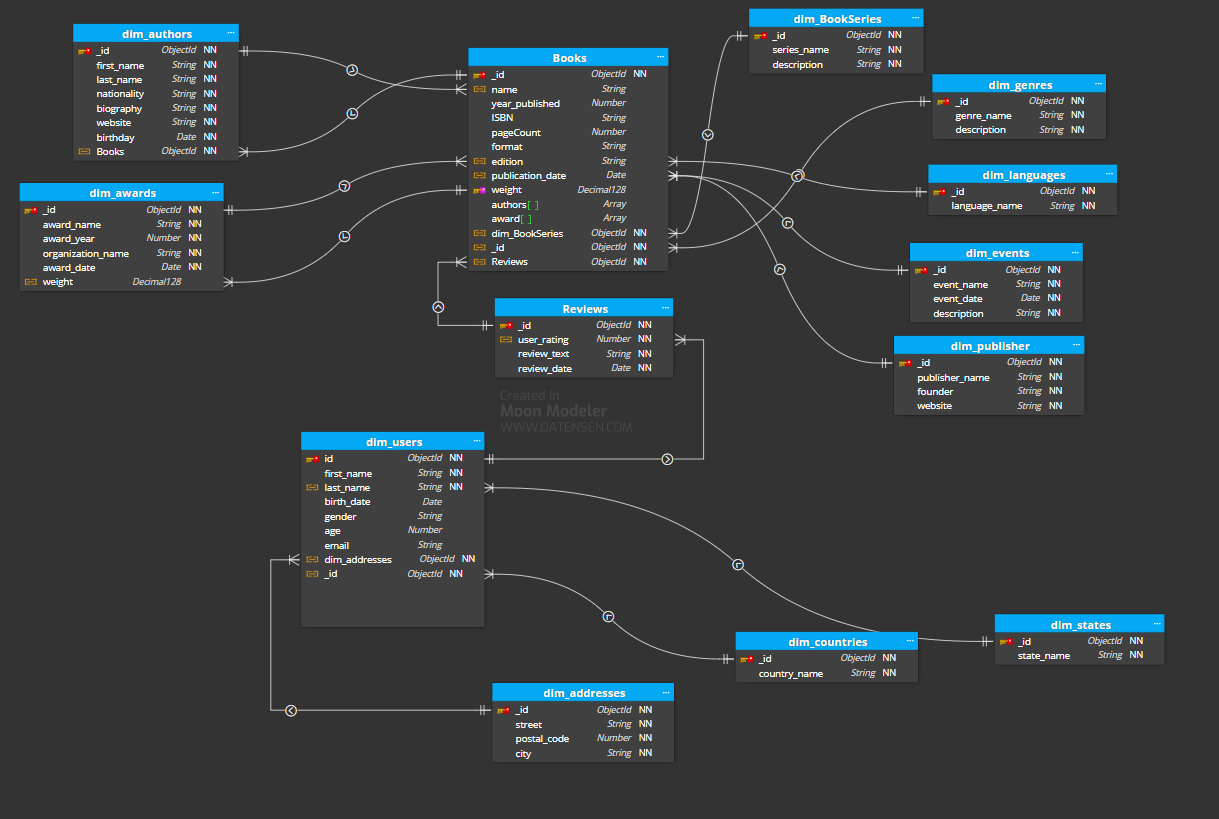 dim_authors ...
_id ObjectId NN
first_name String NN
last_name String NN
nationality String NN
biography String NN
website String NN
birthday Date NN
Books ObjectId NN
dim_awards ...
_id ObjectId NN
award_name String NN
award_year Number NN
organization_name String NN
award_date Date NN
weight Decimal128
Books ...
_id ObjectId NN
name String
year_published Number
ISBN String
pageCount Number
format String
edition String
publication_date Date
weight Decimal128
authors[ ] Array
award[ ] Array
dim_BookSeries ObjectId NN
_id ObjectId NN
Reviews ObjectId NN
dim_BookSeries ...
_id ObjectId NN
series_name String NN
description String NN
dim_genres ...
_id ObjectId NN
genre_name String NN
description String NN
dim_languages ...
_id ObjectId NN
language_name String NN
dim_events ...
_id ObjectId NN
event_name String NN
event_date Date NN
description String NN
dim_publisher ...
_id ObjectId NN
publisher_name String NN
founder String NN
website String NN
Reviews ...
_id ObjectId NN
user_rating Number NN
review_text String NN
review_date Date NN
Created in
Moon Modeler
WWW.DATENSEN.COM
dim_users ...
id ObjectId NN
first_name String NN
last_name String NN
birth_date Date
gender String
age Number
email String
dim_addresses ObjectId NN
_id ObjectId NN
dim_countries ...
_id ObjectId NN
country_name String NN
dim_states ...
_id ObjectId NN
state_name String NN
dim_addresses ...
_id ObjectId NN
street String NN
postal_code Number NN
city String NN